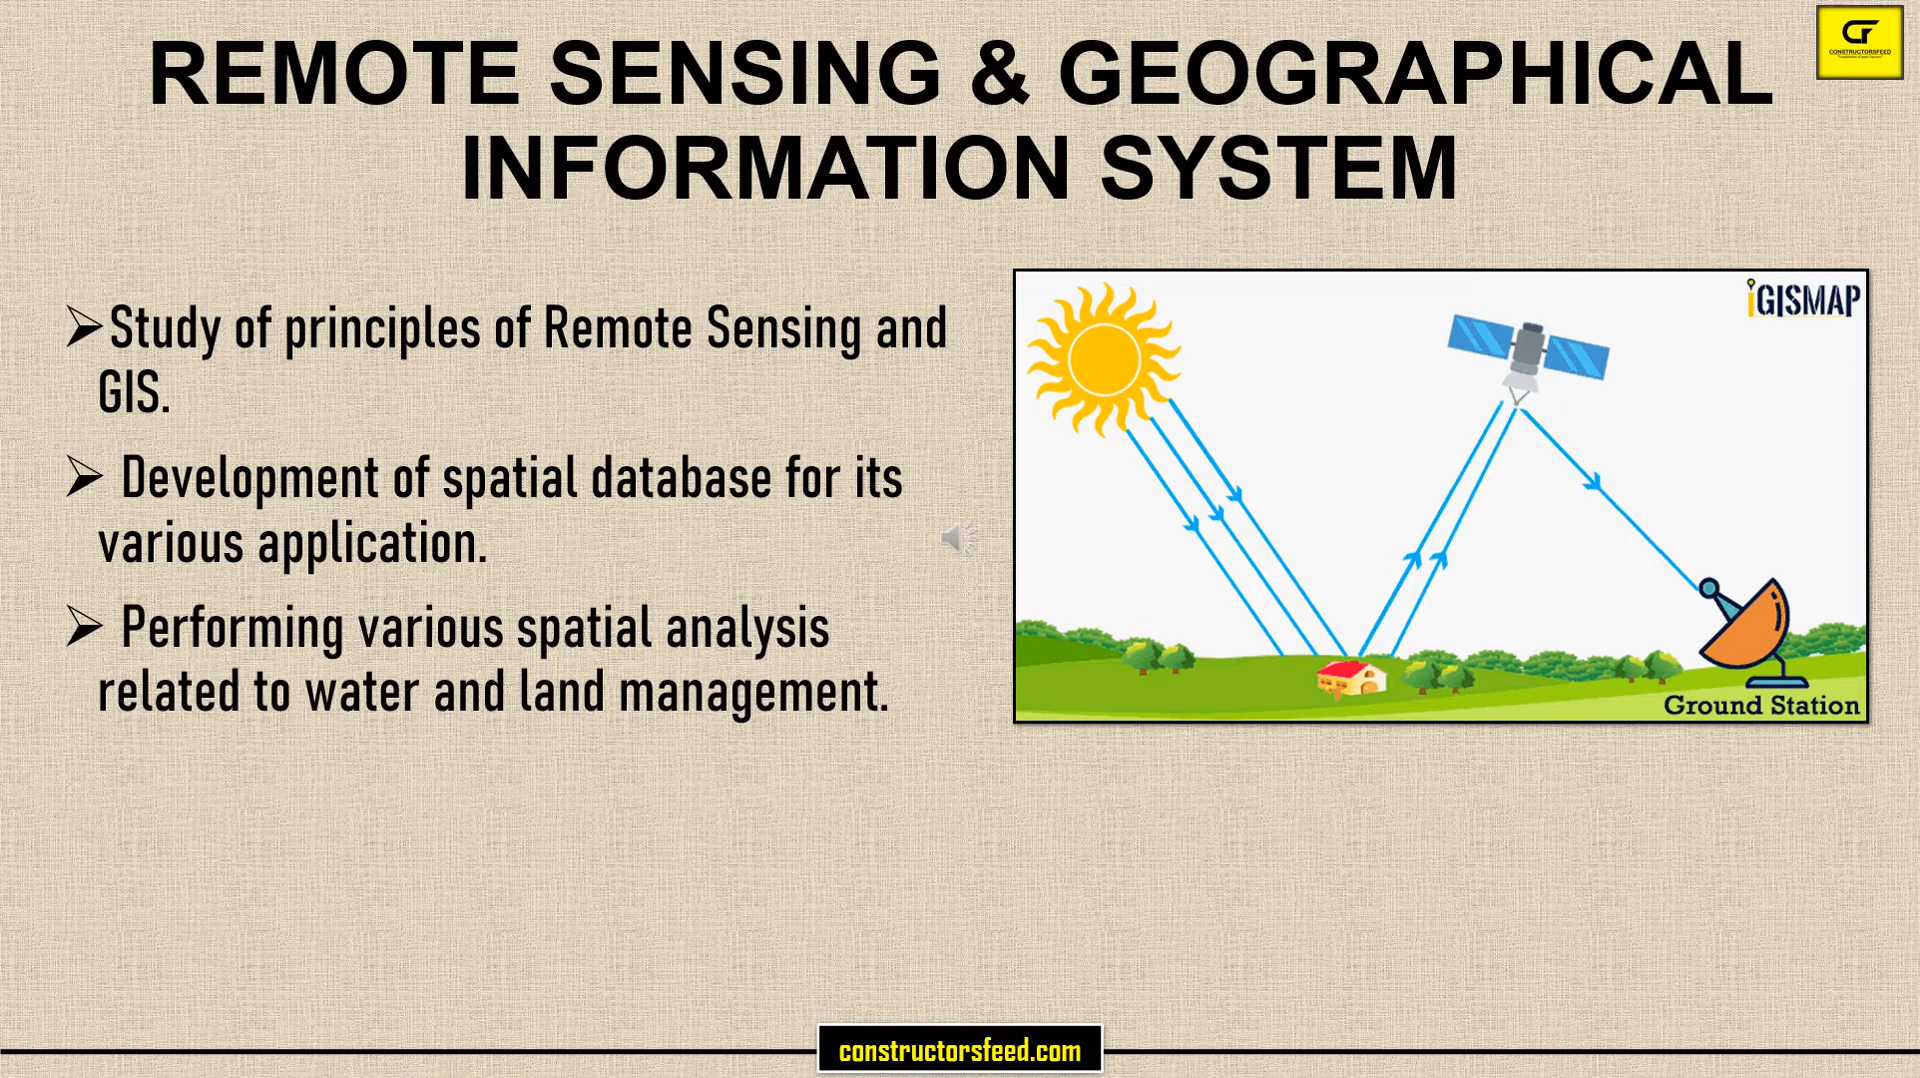 REMOTE SENSING & GEOGRAPHICAL
INFORMATION SYSTEM
CONSTRUCTORSFEED
➢Study of principles of Remote Sensing and
GIS.
➢ Development of spatial database for its
various application.
➢ Performing various spatial analysis
related to water and land management.
iGISMAP
Ground Station
constructorsfeed.com